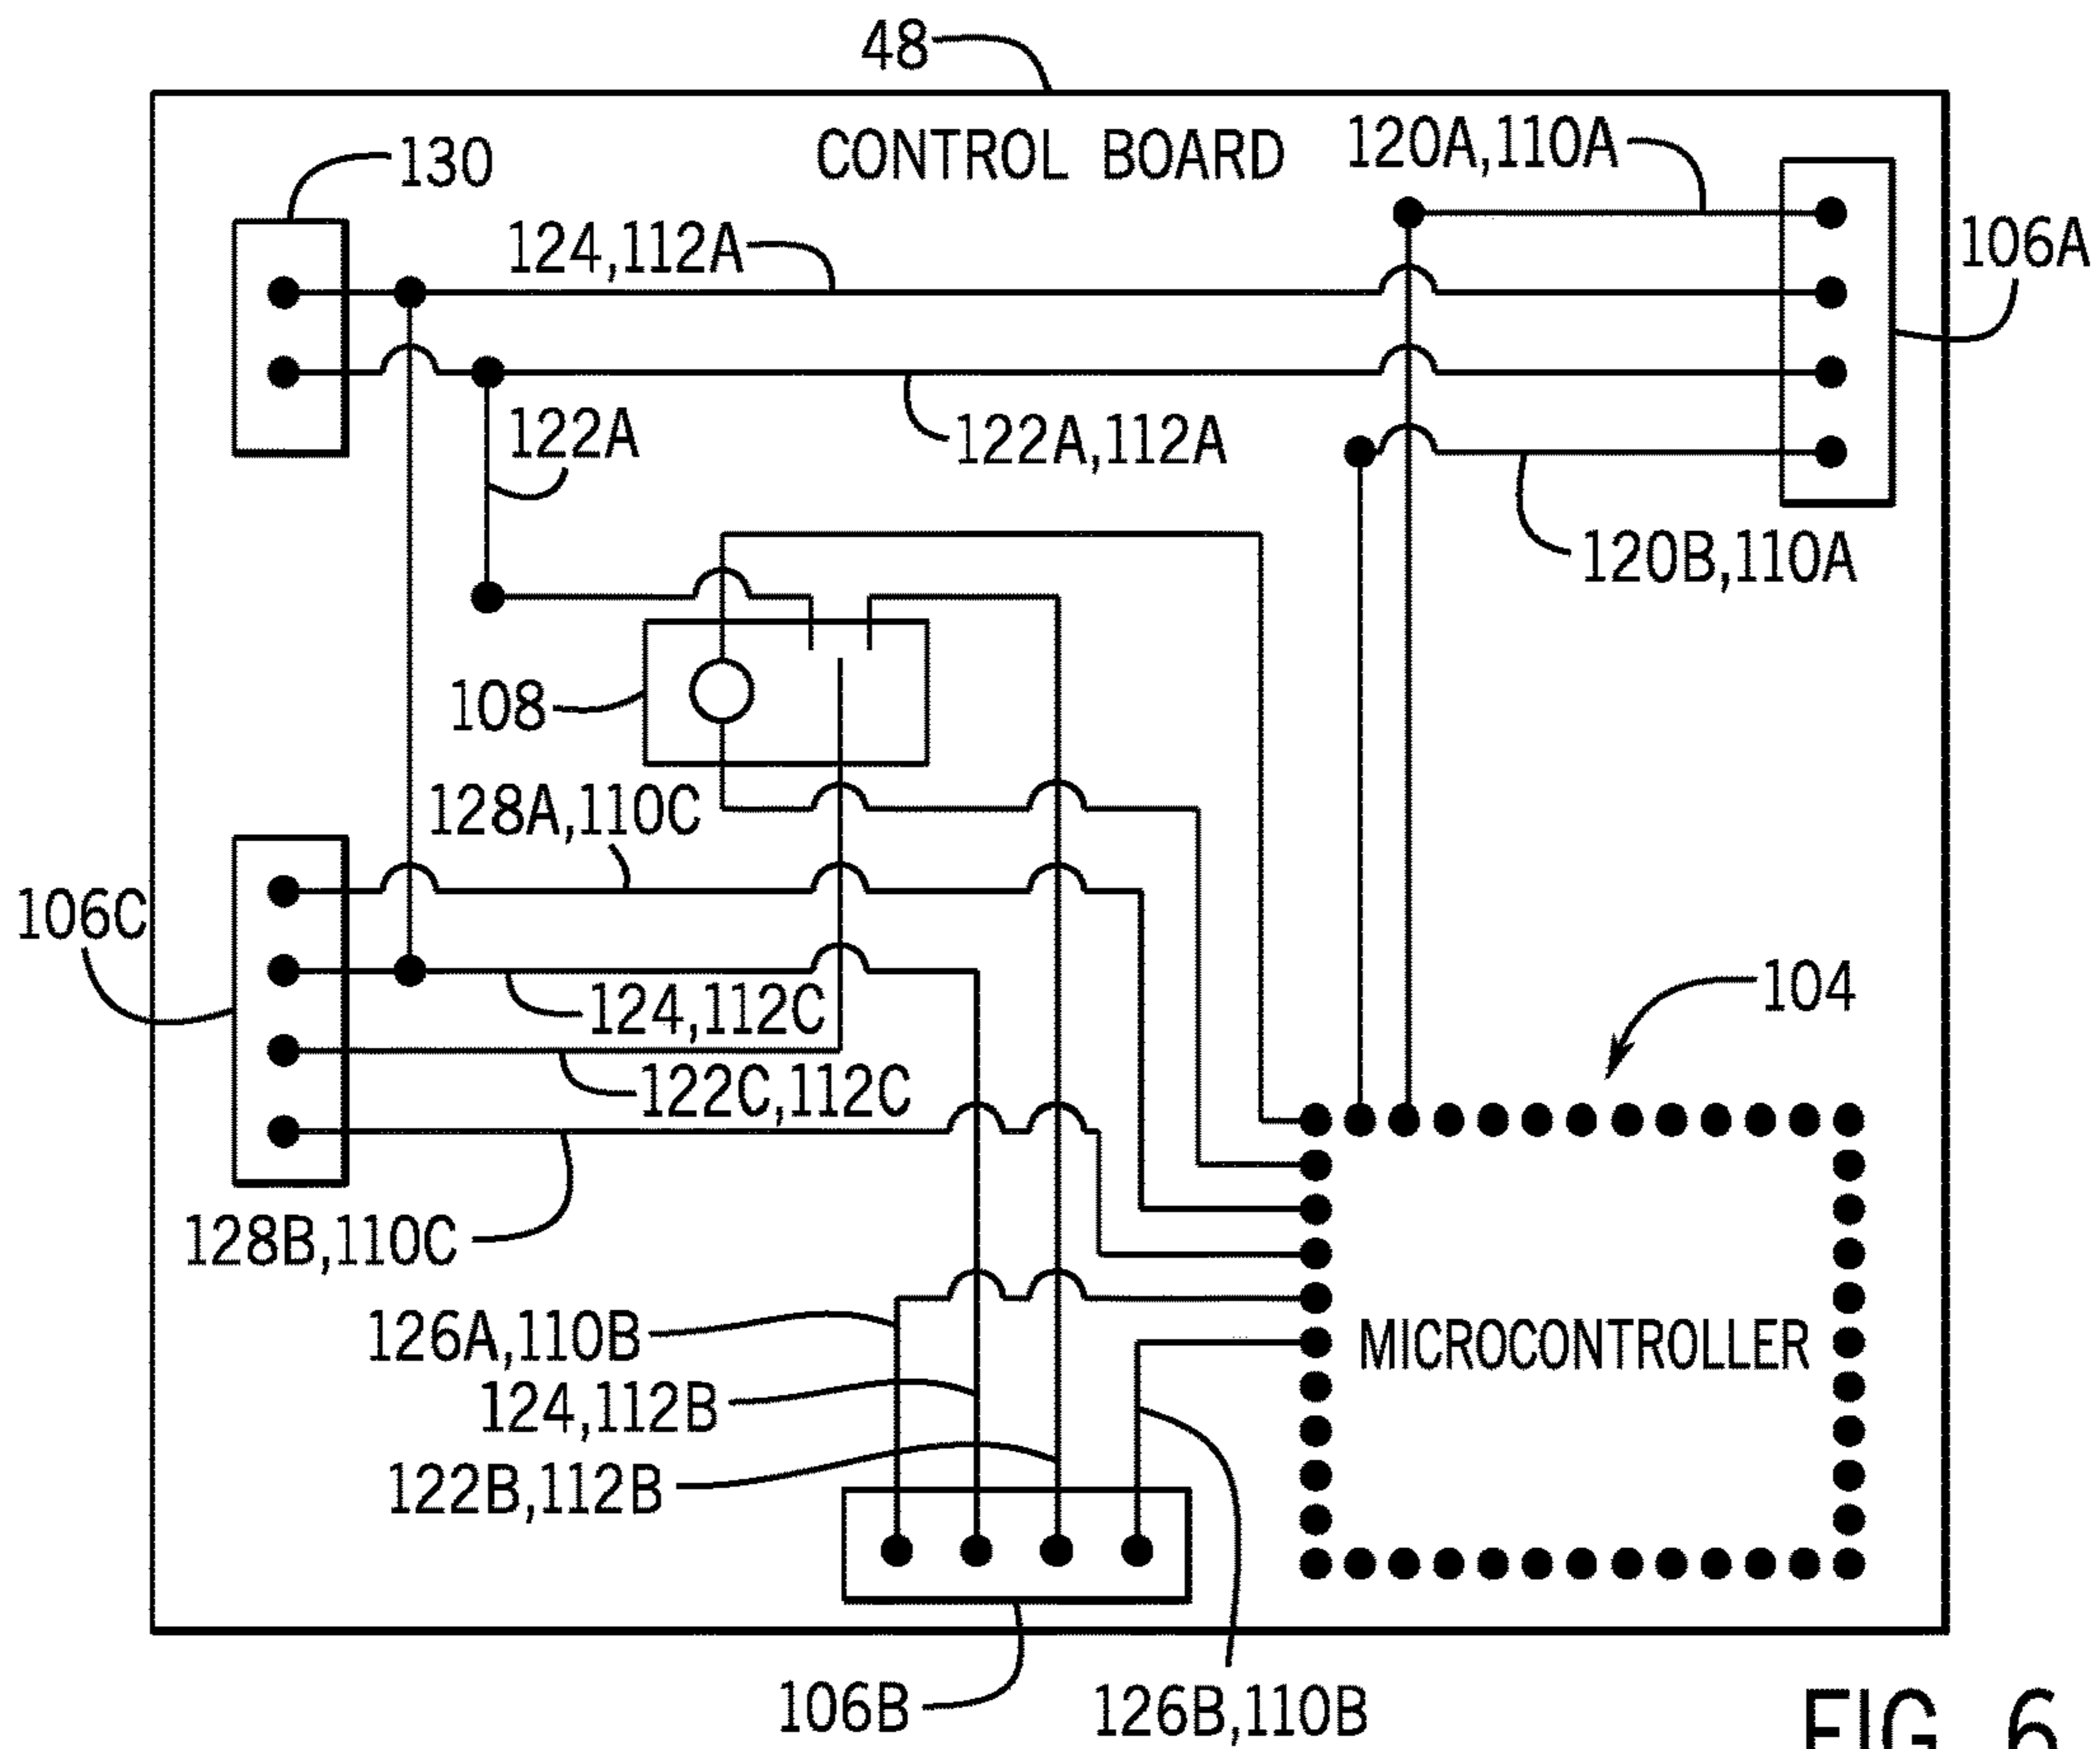 48
CONTROL BOARD
120A,110A
130
106A
124,112A
122A
122A,112A
120B,110A
108
128A,110C
106C
104
124,112C
122C,112C
128B,110C
126A,110B
MICROCONTROLLER
124,112B
122B,112B
106B
126B,110B
FIG. 6